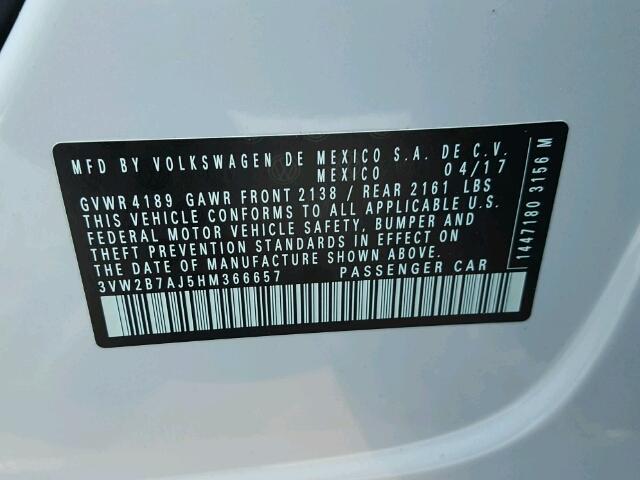 MFD BY VOLKSWAGEN DE MEXICO S.A. DE C.V.
MEXICO 04/17
GVWR 4189 GAWR FRONT 2138 / REAR 2161 LBS
THIS VEHICLE CONFORMS TO ALL APPLICABLE U.S.
FEDERAL MOTOR VEHICLE SAFETY, BUMPER AND
THEFT PREVENTION STANDARDS IN EFFECT ON
THE DATE OF MANUFACTURE SHOWN ABOVE.
3VW2B7AJ5HM366657 PASSENGER CAR
14471180 3156 M